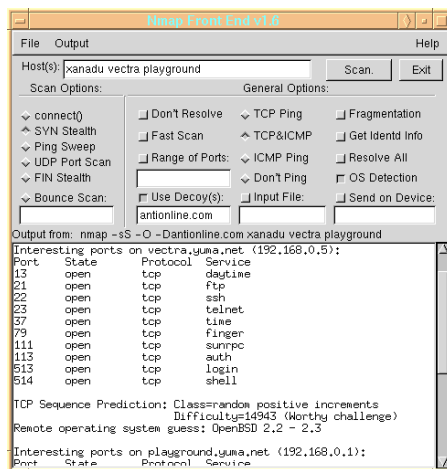 Nmap Front End v1.6
File Output Help
Host(s): xanadu vectra playground Scan. Exit
Scan Options: General Options:
connect() Don't Resolve TCP Ping Fragmentation
SYN Stealth Fast Scan TCP&ICMP Get Identd Info
Ping Sweep Range of Ports: ICMP Ping Resolve All
UDP Port Scan Don't Ping OS Detection
FIN Stealth Use Decoy(s): Input File: Send on Device:
Bounce Scan: antionline.com
Output from: nmap -sS -O -Dantionline.com xanadu vectra playground
Interesting ports on vectra.yuma.net (192.168.0.5):
Port State Protocol Service
13 open tcp daytime
21 open tcp ftp
22 open tcp ssh
23 open tcp telnet
37 open tcp time
79 open tcp finger
111 open tcp sunrpc
113 open tcp auth
513 open tcp login
514 open tcp shell
TCP Sequence Prediction: Class=random positive increments
Difficulty=14943 (Worthy challenge)
Remote operating system guess: OpenBSD 2.2 - 2.3
Interesting ports on playground.yuma.net (192.168.0.1):
Port State Protocol Service